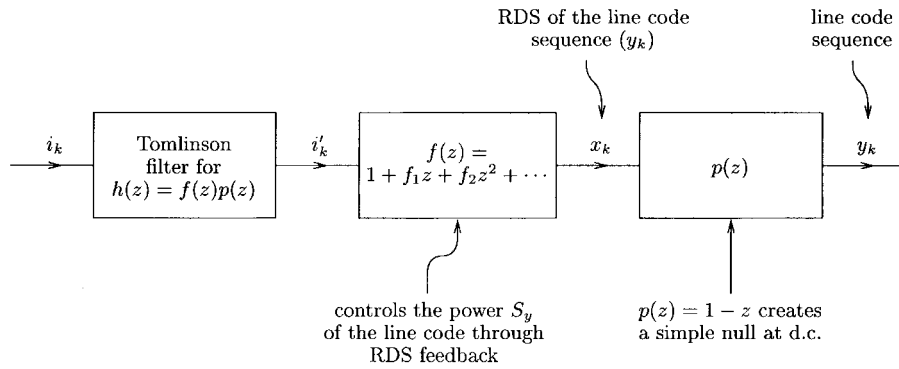 RDS of the line code
sequence (y_k)
line code
sequence
i_k
Tomlinson
filter for
h(z) = f(z)p(z)
i'_k
f(z) =
1 + f_1z + f_2z^2 + ⋯
x_k
p(z)
y_k
controls the power S_y
of the line code through
RDS feedback
p(z) = 1 − z creates
a simple null at d.c.